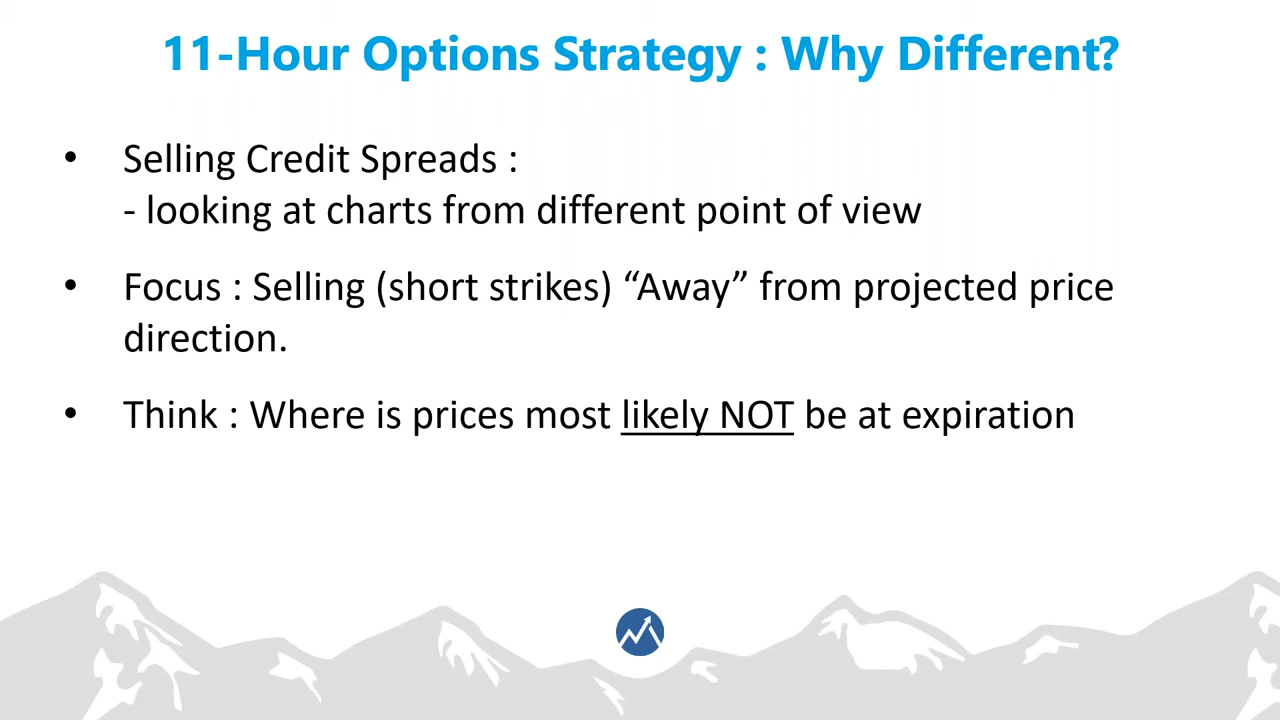 11-Hour Options Strategy : Why Different?
• Selling Credit Spreads :
- looking at charts from different point of view
• Focus : Selling (short strikes) “Away” from projected price
direction.
• Think : Where is prices most likely NOT be at expiration